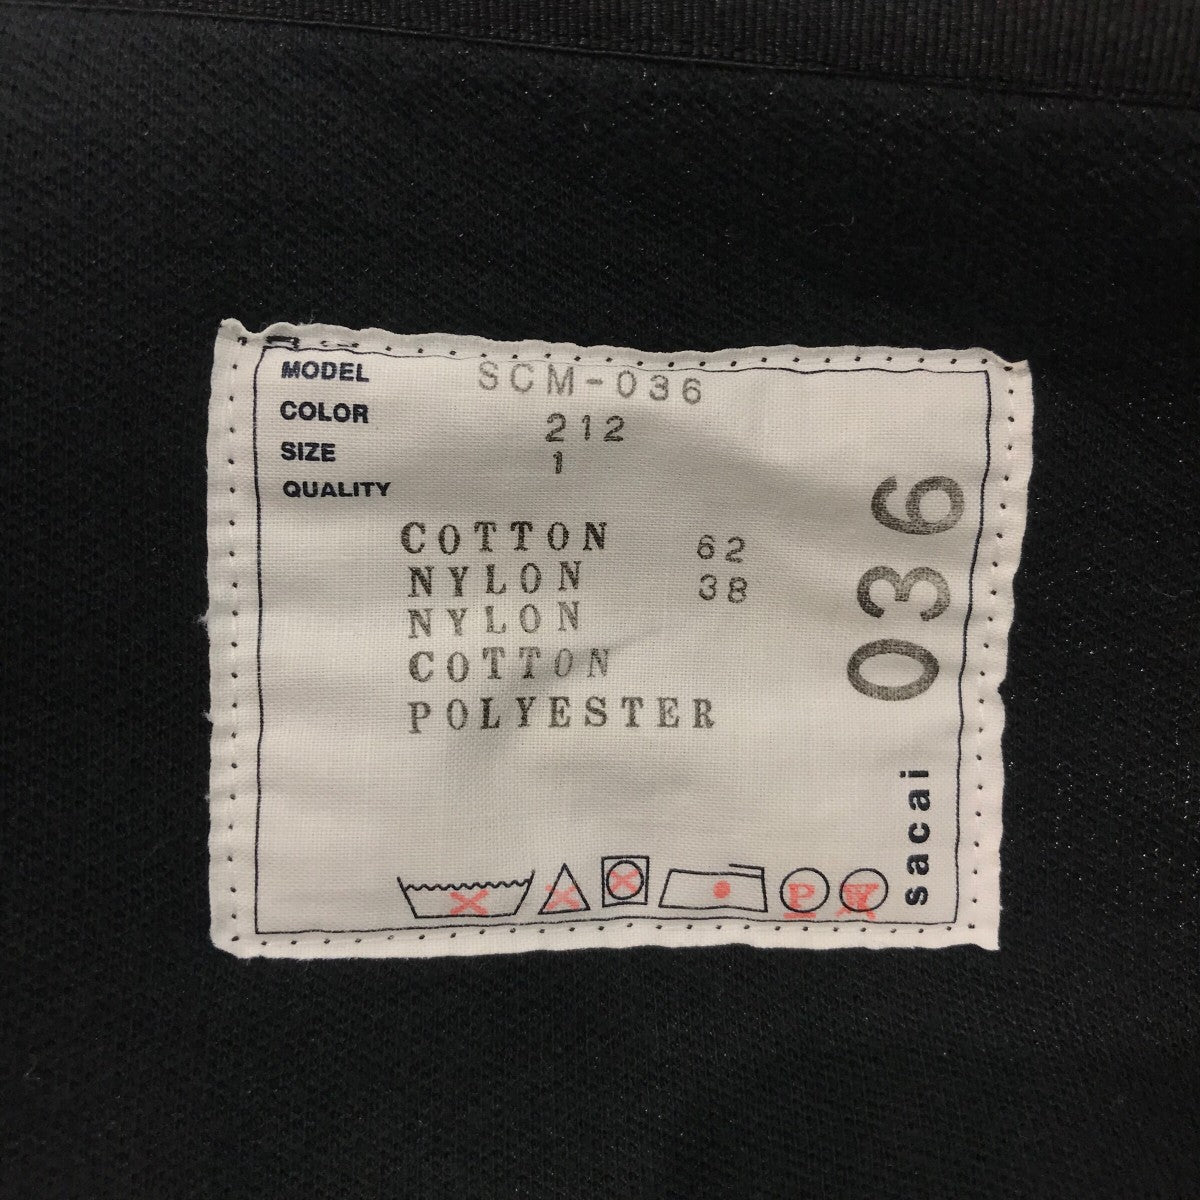 MODEL SCM-036
COLOR 212
SIZE 1
QUALITY
COTTON 62
NYLON 38
NYLON
COTTON
POLYESTER
P W
sacai 036